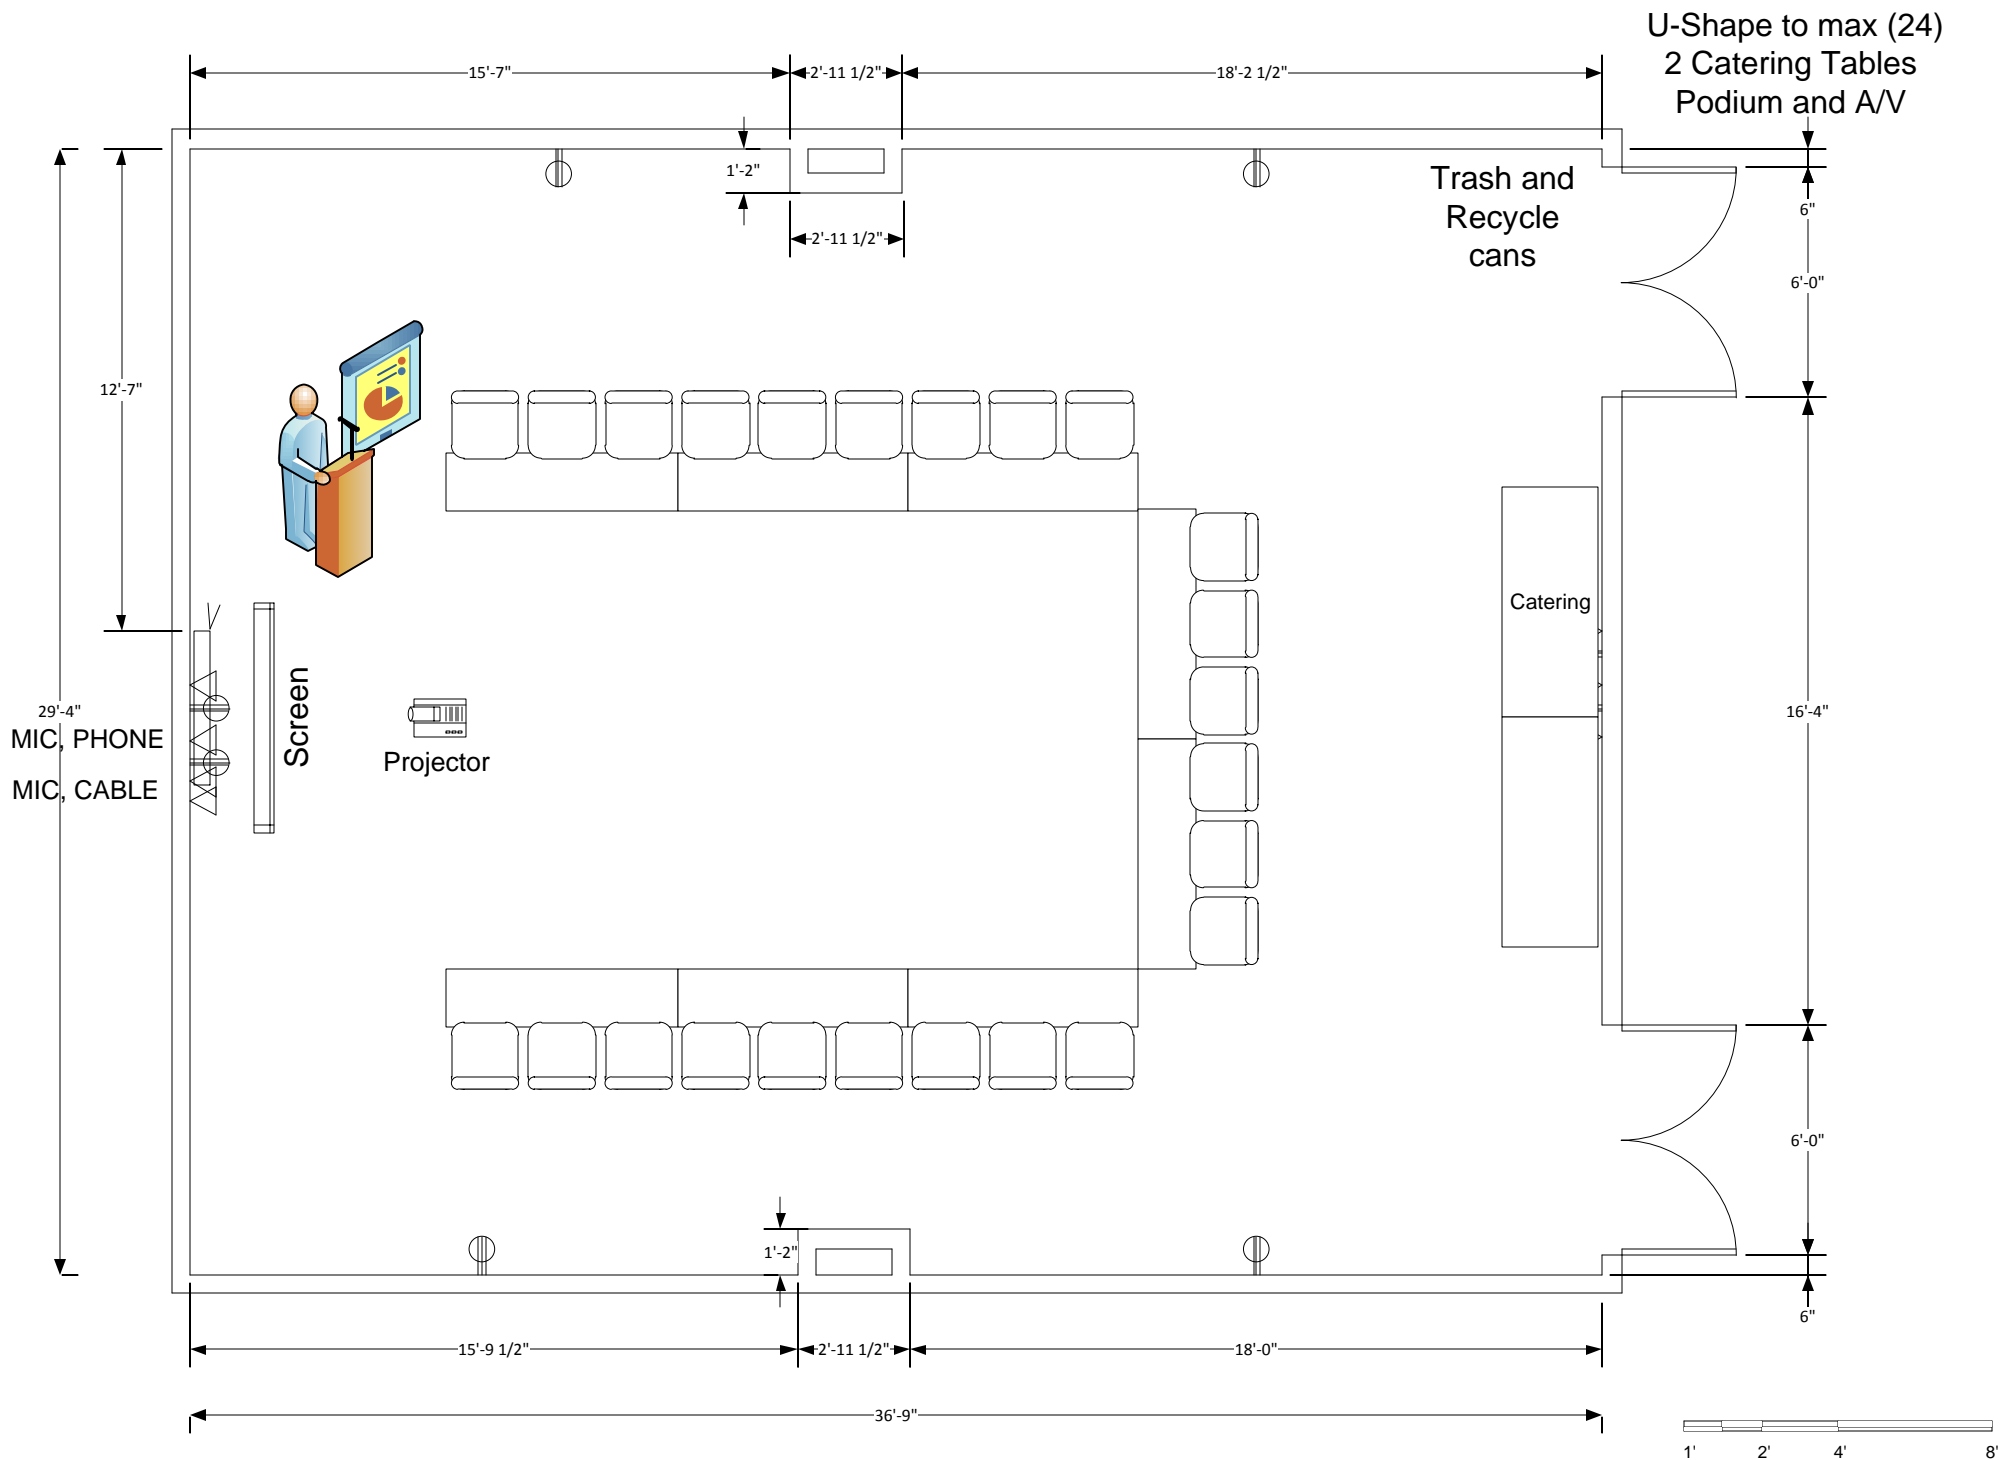 U-Shape to max (24)
2 Catering Tables
Podium and A/V
15'-7"
2'-11 1/2"
18'-2 1/2"
1'-2"
2'-11 1/2"
Trash and
Recycle
cans
6"
6'-0"
12'-7"
Catering
Screen
29'-4"
MIC, PHONE
MIC, CABLE
Projector
16'-4"
6'-0"
1'-2"
6"
15'-9 1/2"
2'-11 1/2"
18'-0"
36'-9"
1'
2'
4'
8'